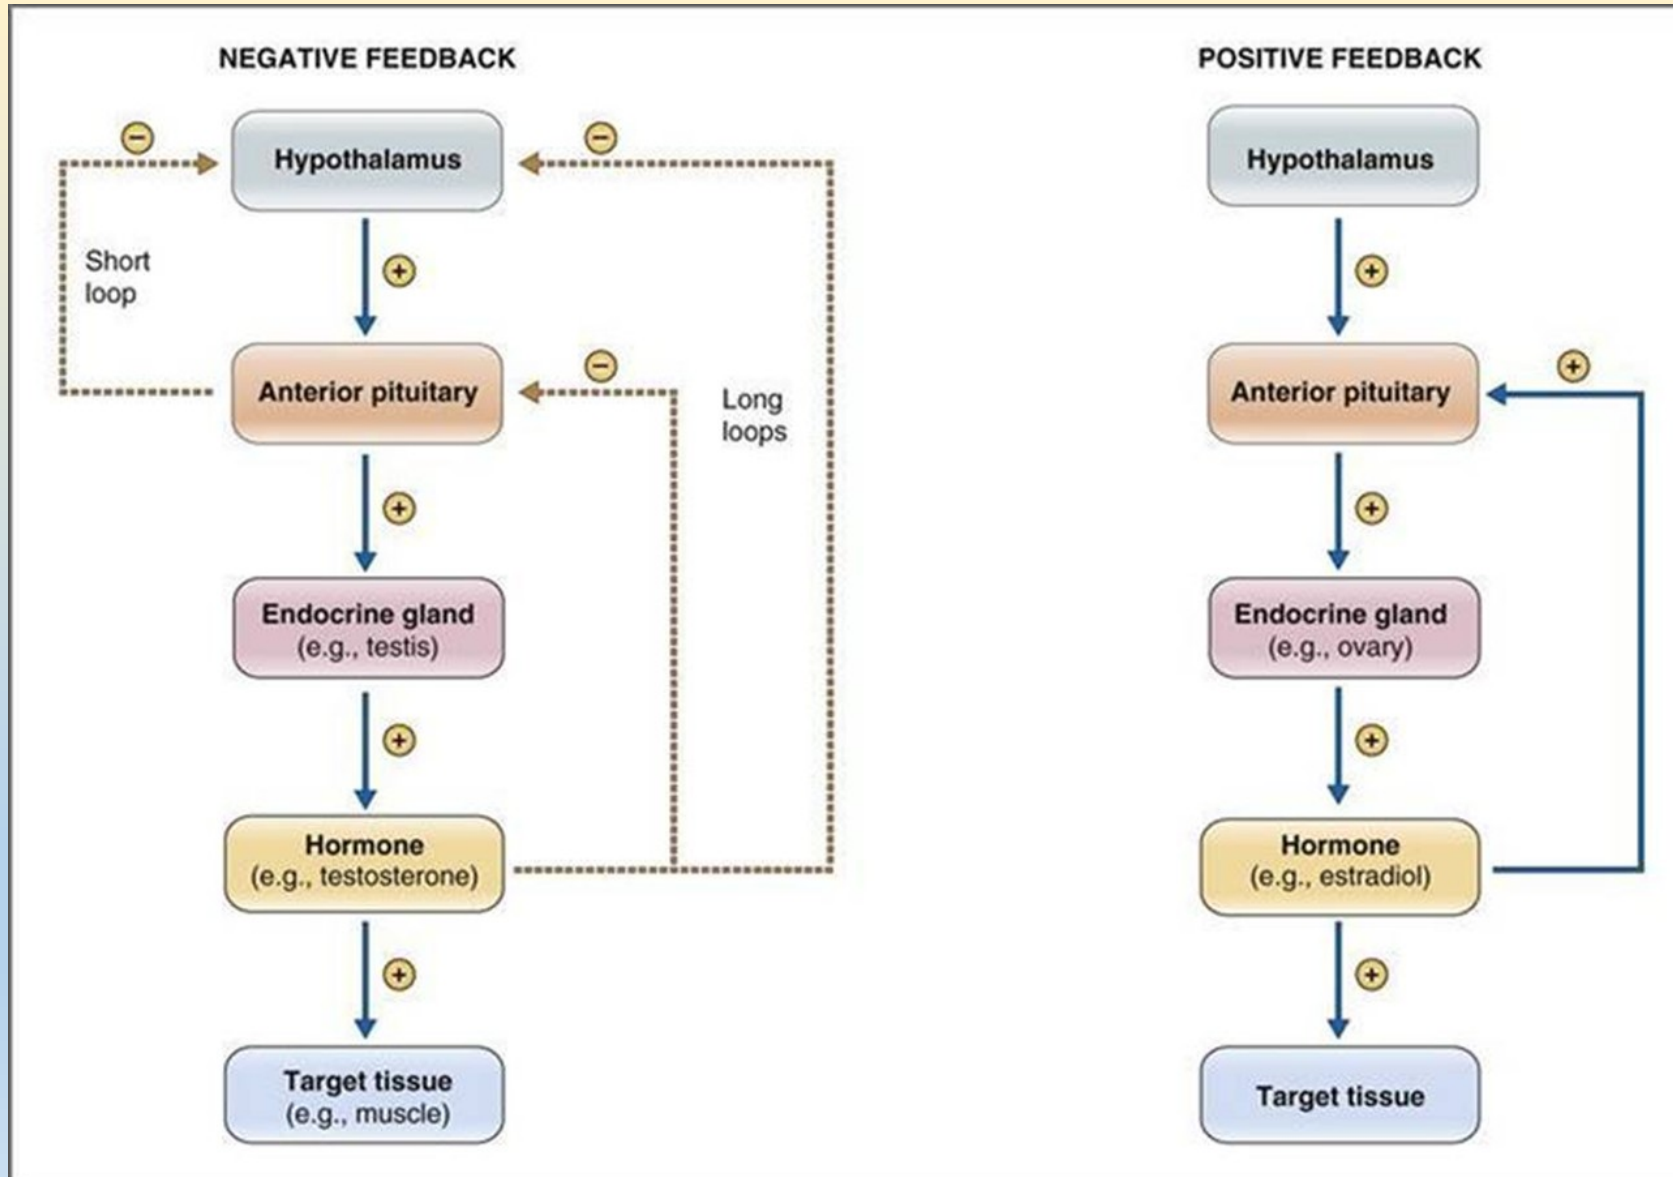 NEGATIVE FEEDBACK
−
−
Hypothalamus
Short
loop
+
−
Anterior pituitary
Long
loops
+
Endocrine gland
(e.g., testis)
+
Hormone
(e.g., testosterone)
+
Target tissue
(e.g., muscle)
POSITIVE FEEDBACK
Hypothalamus
+
+
Anterior pituitary
+
Endocrine gland
(e.g., ovary)
+
Hormone
(e.g., estradiol)
+
Target tissue